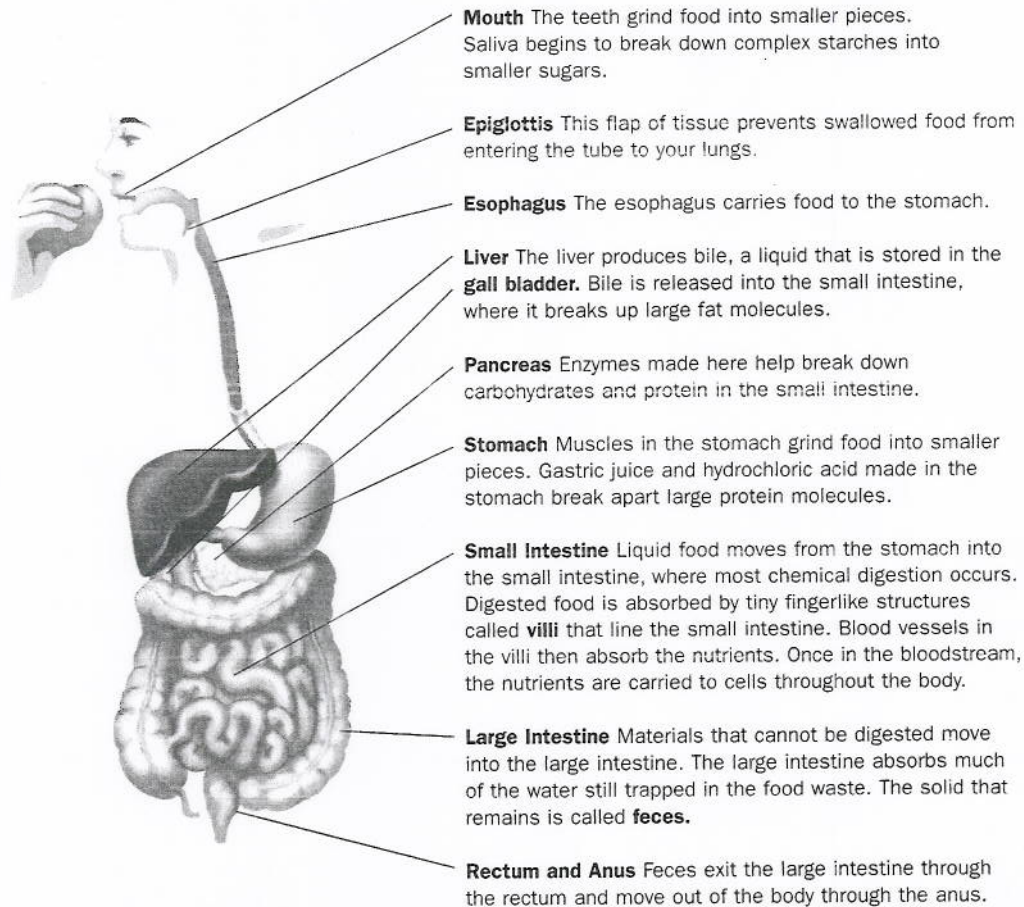 Mouth The teeth grind food into smaller pieces.
Saliva begins to break down complex starches into
smaller sugars.
Epiglottis This flap of tissue prevents swallowed food from
entering the tube to your lungs.
Esophagus The esophagus carries food to the stomach.
Liver The liver produces bile, a liquid that is stored in the
gall bladder. Bile is released into the small intestine,
where it breaks up large fat molecules.
Pancreas Enzymes made here help break down
carbohydrates and protein in the small intestine.
Stomach Muscles in the stomach grind food into smaller
pieces. Gastric juice and hydrochloric acid made in the
stomach break apart large protein molecules.
Small Intestine Liquid food moves from the stomach into
the small intestine, where most chemical digestion occurs.
Digested food is absorbed by tiny fingerlike structures
called villi that line the small intestine. Blood vessels in
the villi then absorb the nutrients. Once in the bloodstream,
the nutrients are carried to cells throughout the body.
Large Intestine Materials that cannot be digested move
into the large intestine. The large intestine absorbs much
of the water still trapped in the food waste. The solid that
remains is called feces.
Rectum and Anus Feces exit the large intestine through
the rectum and move out of the body through the anus.